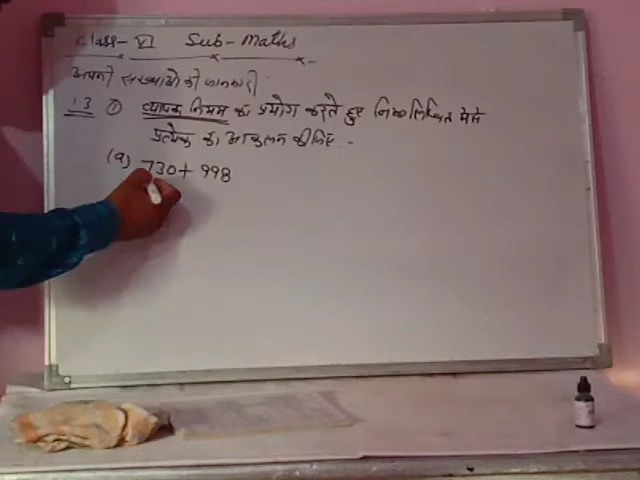 Class - VI Sub - Maths
अपनी संख्याओं की जानकारी
1.3 ① व्यापक नियम का प्रयोग करते हुए निम्नलिखित में से
प्रत्येक का आकलन कीजिए -
(a) 730 + 998